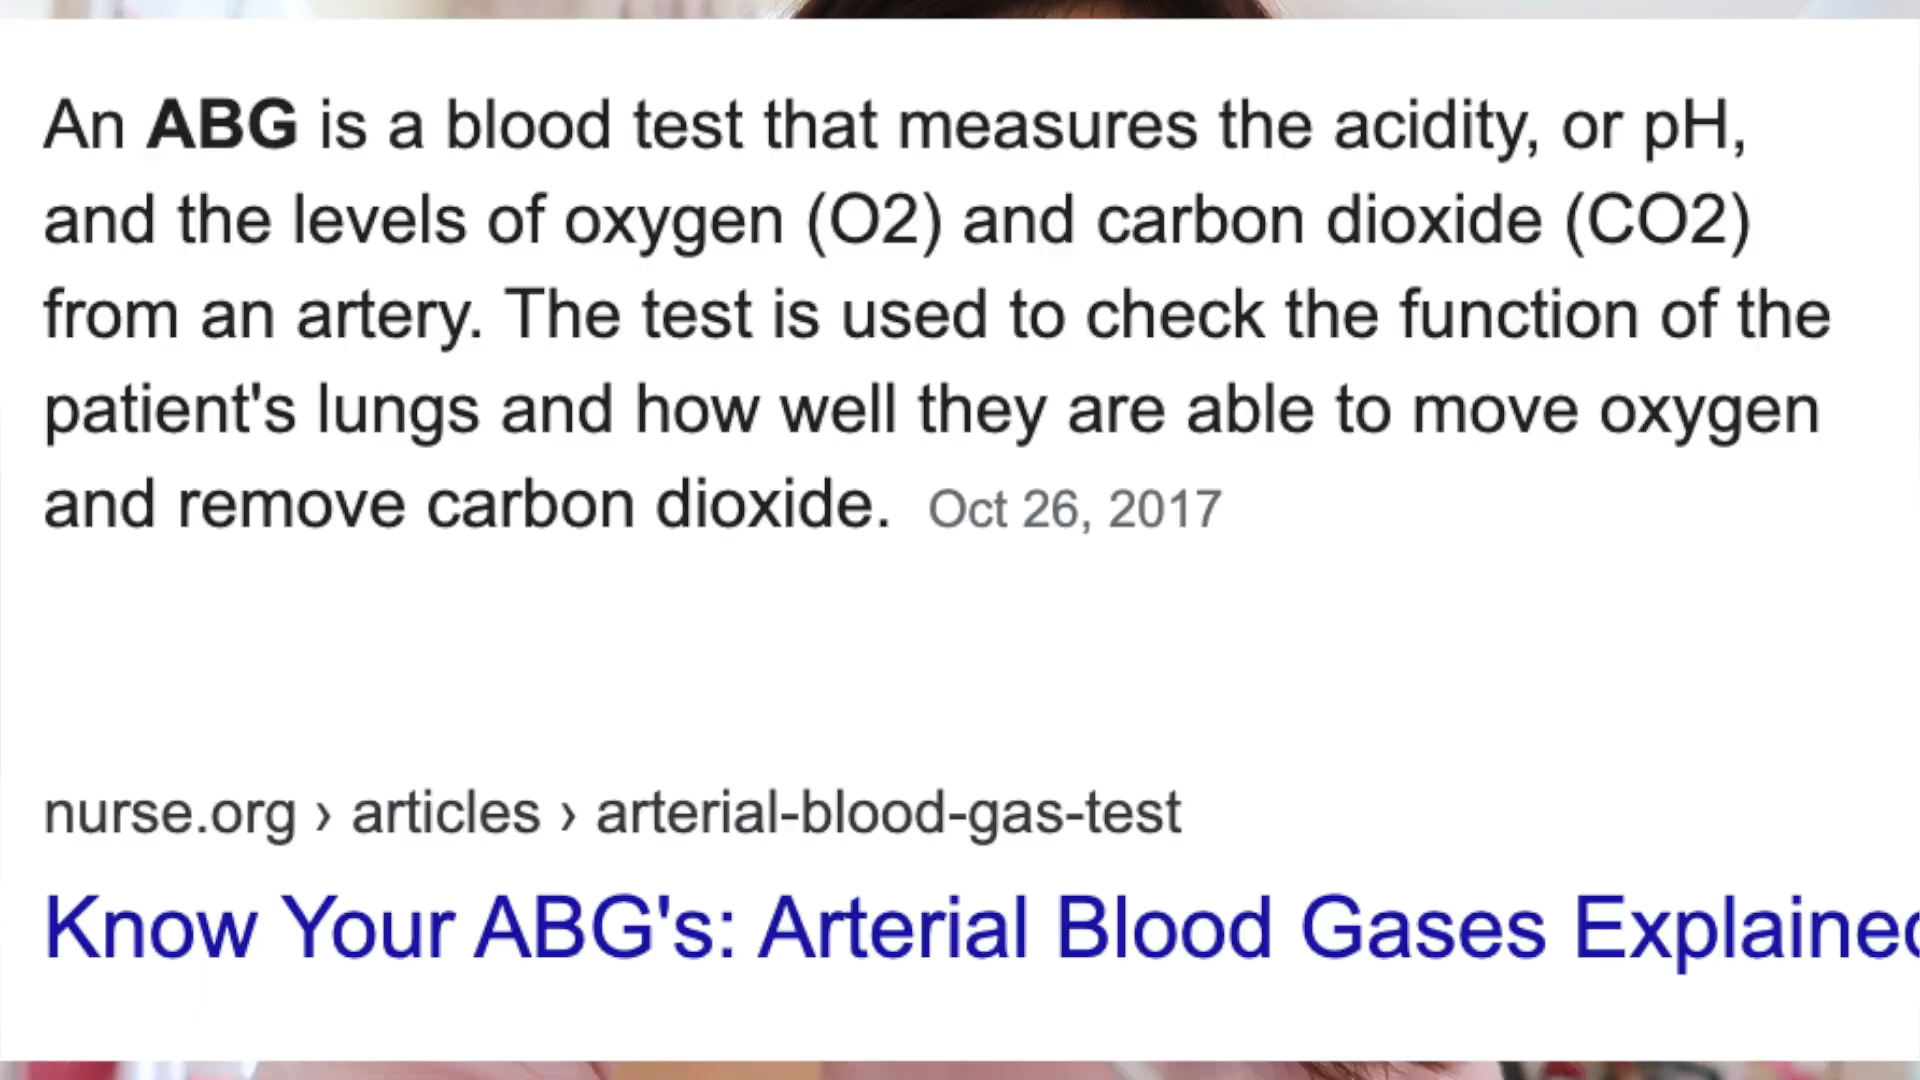 An ABG is a blood test that measures the acidity, or pH,
and the levels of oxygen (O2) and carbon dioxide (CO2)
from an artery. The test is used to check the function of the
patient's lungs and how well they are able to move oxygen
and remove carbon dioxide. Oct 26, 2017
nurse.org › articles › arterial-blood-gas-test
Know Your ABG's: Arterial Blood Gases Explained